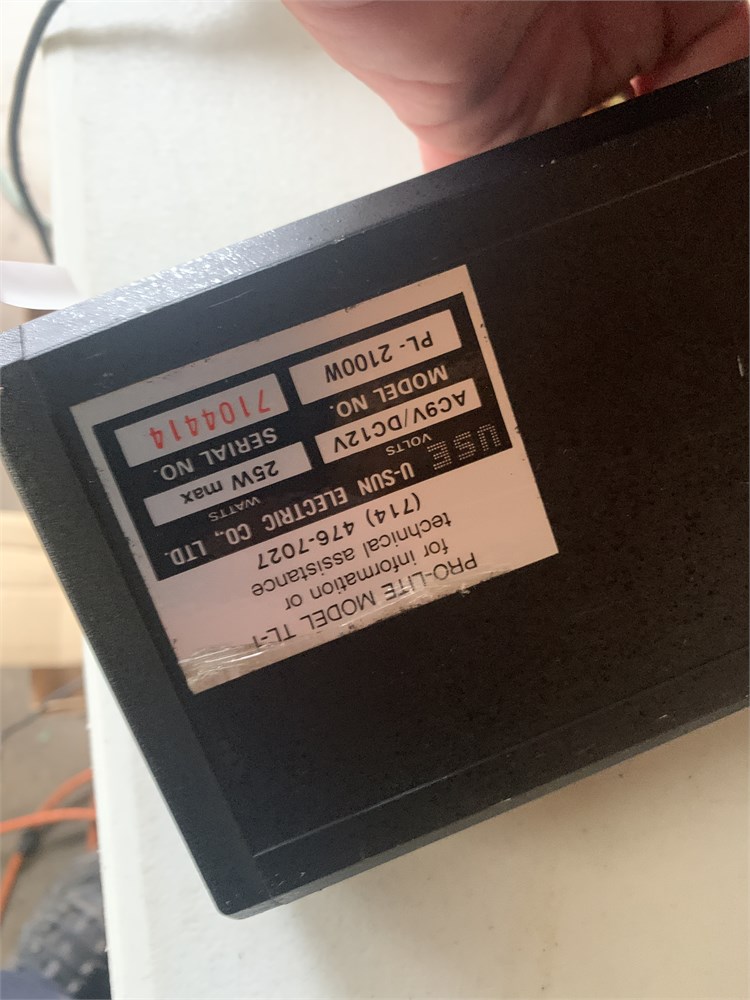 PRO-LITE MODEL TL-1
for information or
technical assistance
(714) 476-7027
USE U-SUN ELECTRIC CO., LTD.
VOLTS WATTS
AC9V/DC12V 25W max
MODEL NO. SERIAL NO.
PL-2100W 7104414